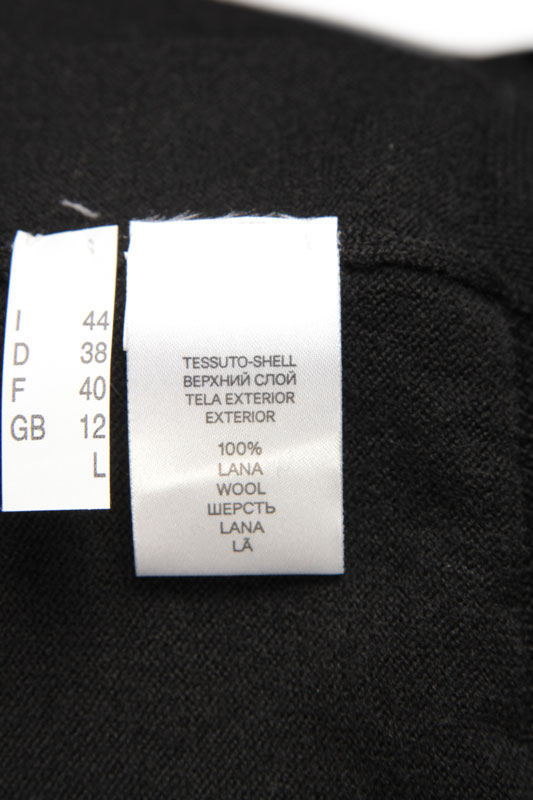 I 44
D 38
F 40
GB 12
L
TESSUTO-SHELL
ВЕРХНИЙ СЛОЙ
TELA EXTERIOR
EXTERIOR
100%
LANA
WOOL
ШЕРСТЬ
LANA
LÃ